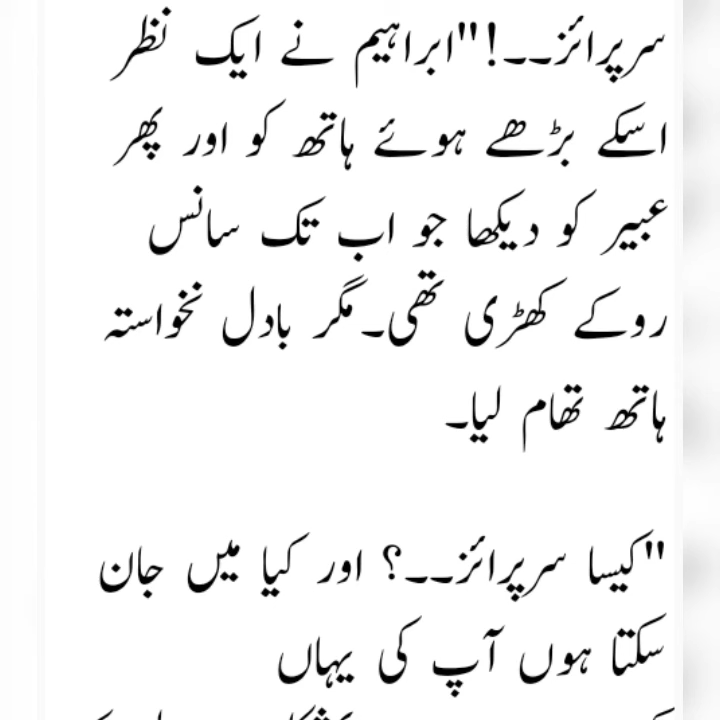 سرپرائز۔۔!"ابراہیم نے ایک نظر
اسکے بڑھے ہوئے ہاتھ کو اور پھر
عبیر کو دیکھا جو اب تک سانس
روکے کھڑی تھی۔مگر بادل نخواستہ
ہاتھ تھام لیا۔
"کیسا سرپرائز۔۔؟ اور کیا میں جان
سکتا ہوں آپ کی یہاں